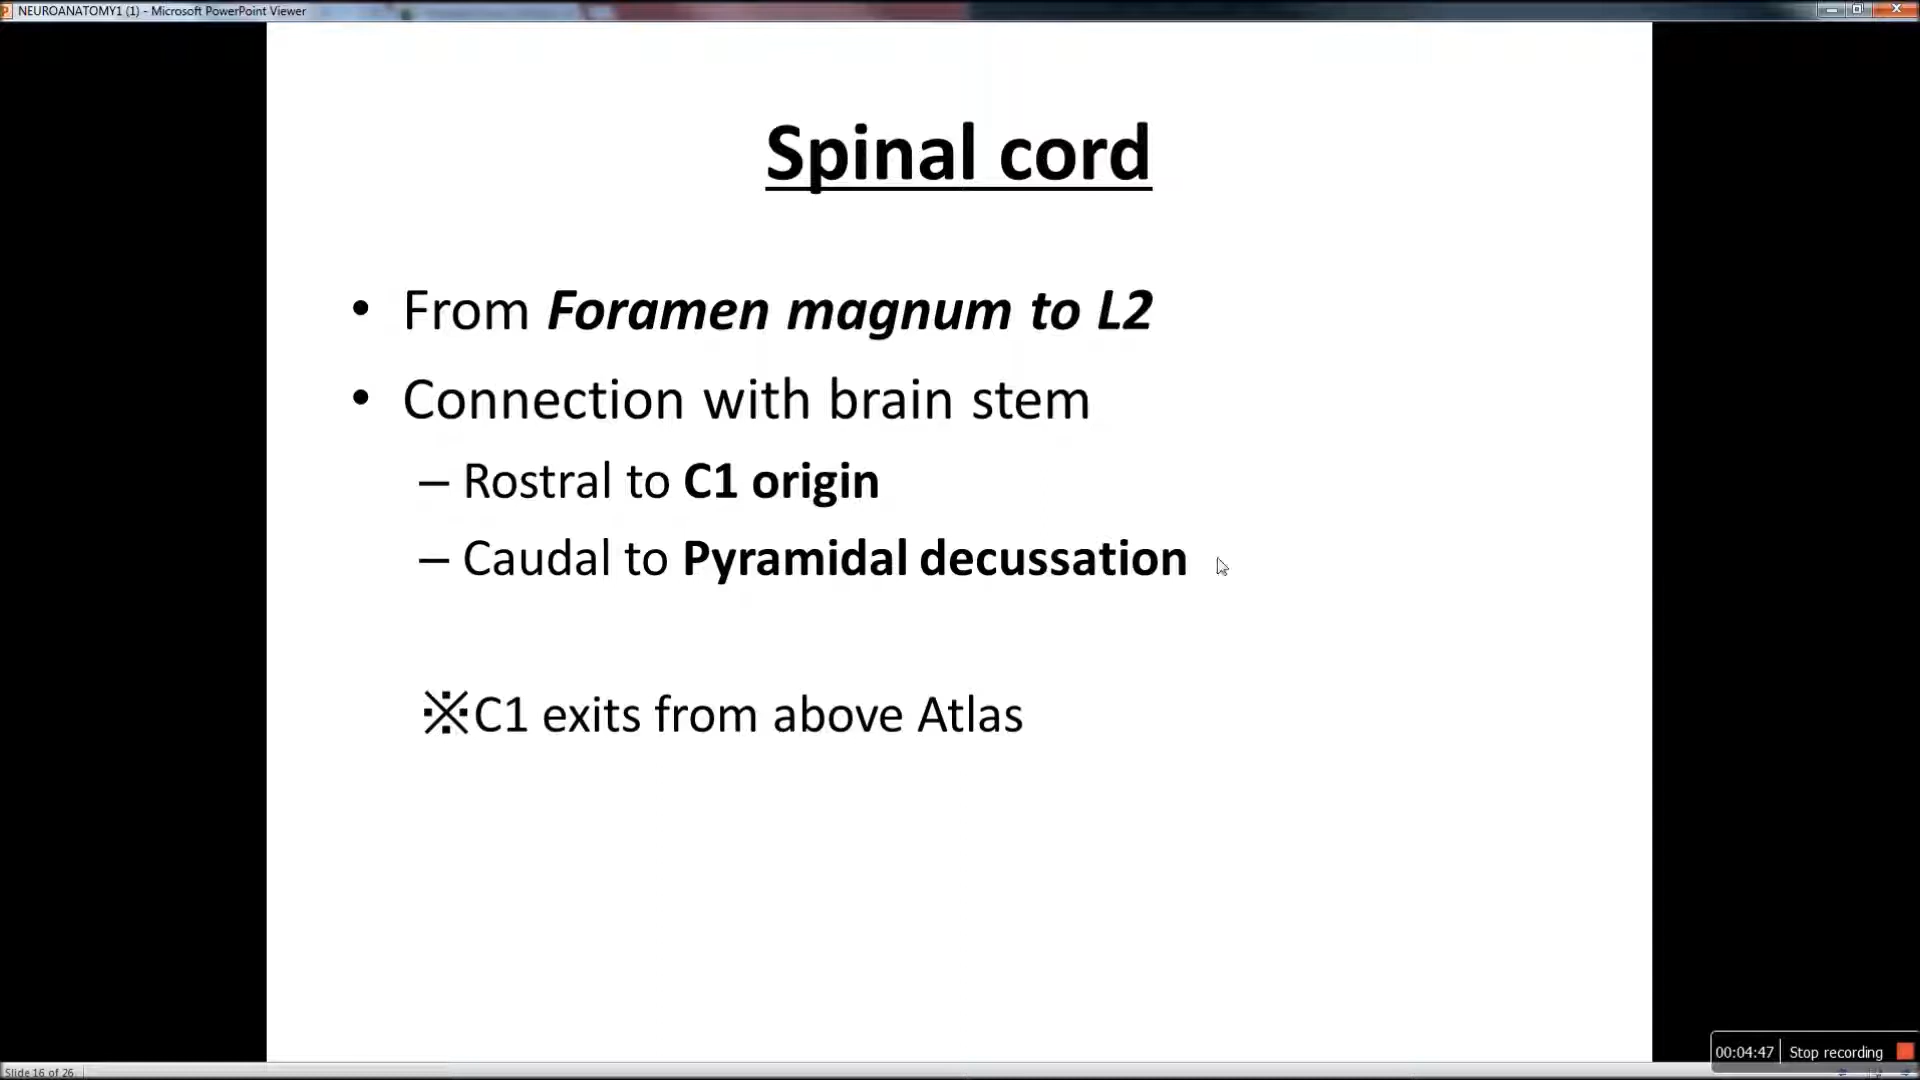 NEUROANATOMY1 (1) - Microsoft PowerPoint Viewer
Spinal cord
• From Foramen magnum to L2
• Connection with brain stem
– Rostral to C1 origin
– Caudal to Pyramidal decussation
※C1 exits from above Atlas
00:04:47 Stop recording
Slide 16 of 26